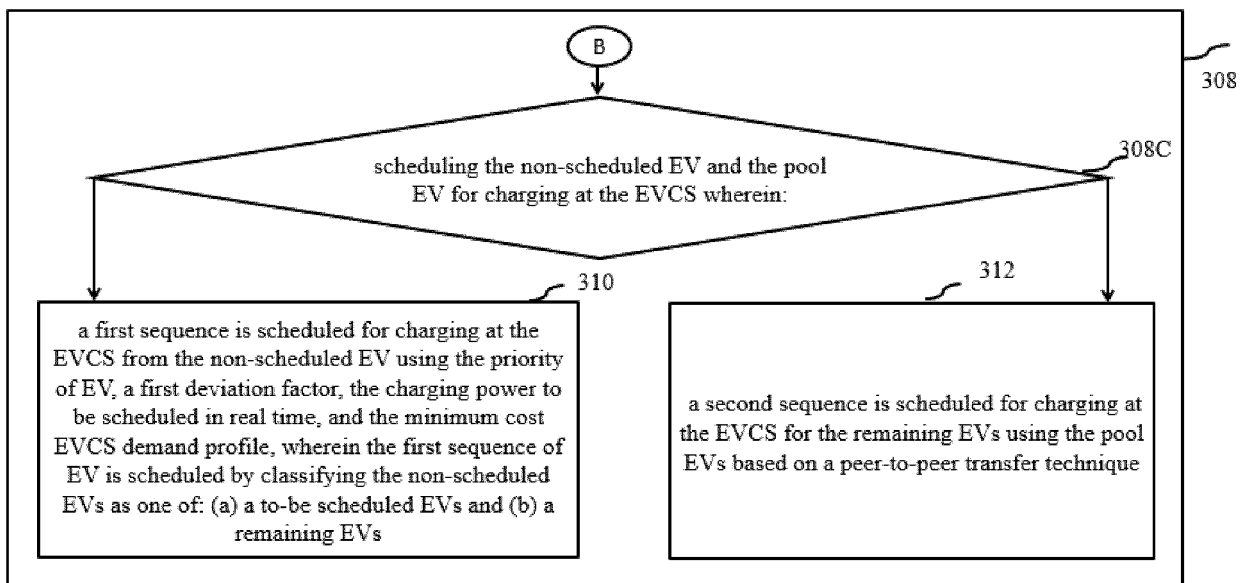 B
308
308C
scheduling the non-scheduled EV and the pool
EV for charging at the EVCS wherein:
310
312
a first sequence is scheduled for charging at the
EVCS from the non-scheduled EV using the priority
of EV, a first deviation factor, the charging power to
be scheduled in real time, and the minimum cost
EVCS demand profile, wherein the first sequence of
EV is scheduled by classifying the non-scheduled
EVs as one of: (a) a to-be scheduled EVs and (b) a
remaining EVs
a second sequence is scheduled for charging at
the EVCS for the remaining EVs using the pool
EVs based on a peer-to-peer transfer technique